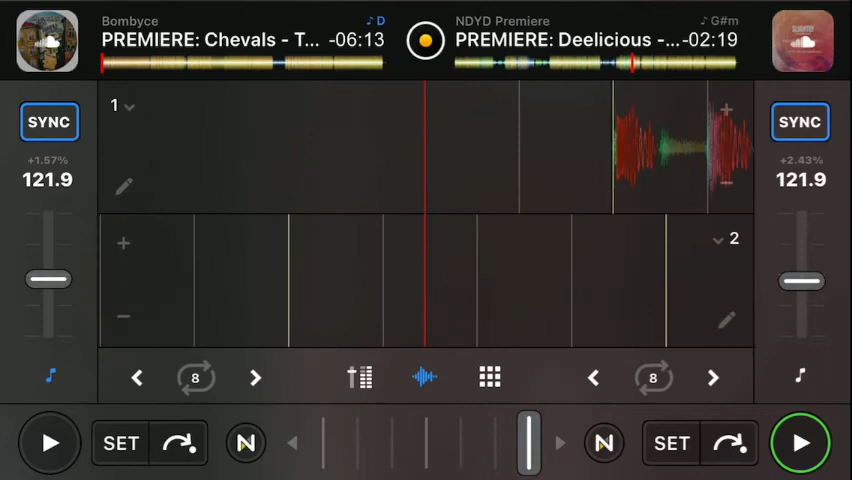 Bombyce
♪ D
PREMIERE: Chevals - T... -06:13
NDYD Premiere
♪ G#m
PREMIERE: Deelicious -... -02:19
SYNC
+1.57%
121.9
1
SYNC
+2.43%
121.9
2
8
8
SET
N
N
SET